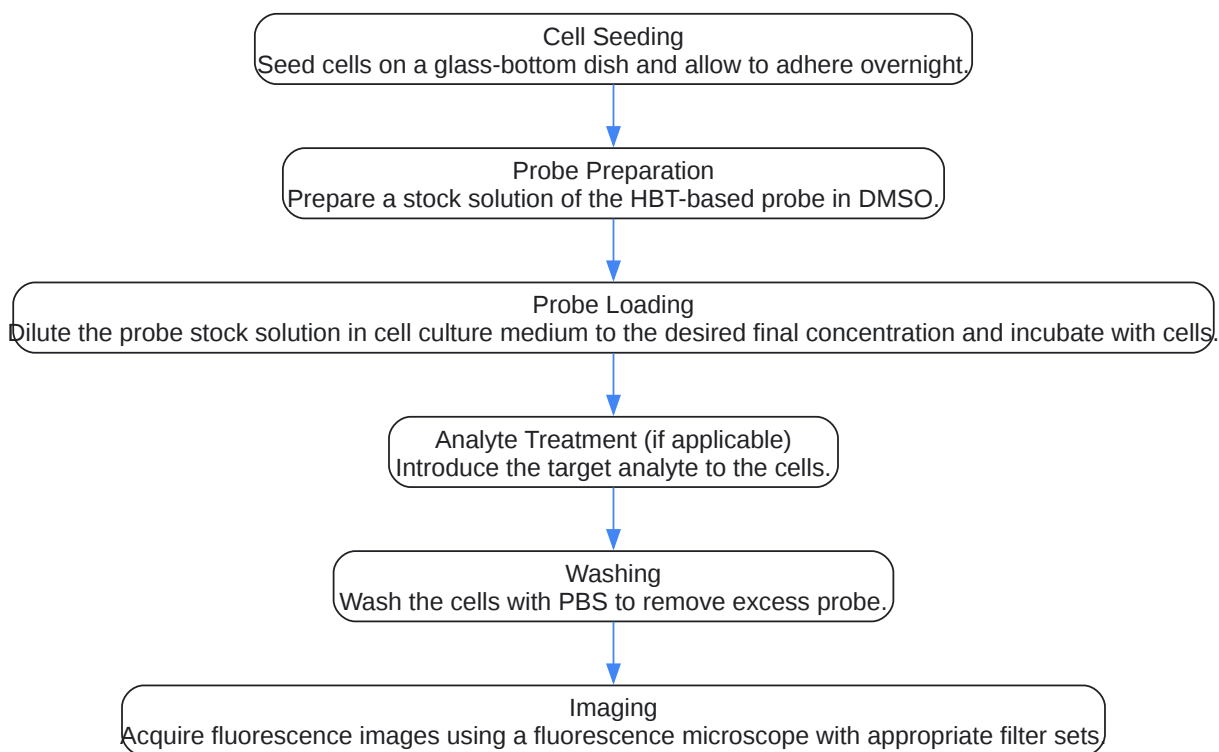 Cell Seeding
Seed cells on a glass-bottom dish and allow to adhere overnight.
Probe Preparation
Prepare a stock solution of the HBT-based probe in DMSO.
Probe Loading
Dilute the probe stock solution in cell culture medium to the desired final concentration and incubate with cells.
Analyte Treatment (if applicable)
Introduce the target analyte to the cells.
Washing
Wash the cells with PBS to remove excess probe.
Imaging
Acquire fluorescence images using a fluorescence microscope with appropriate filter sets.